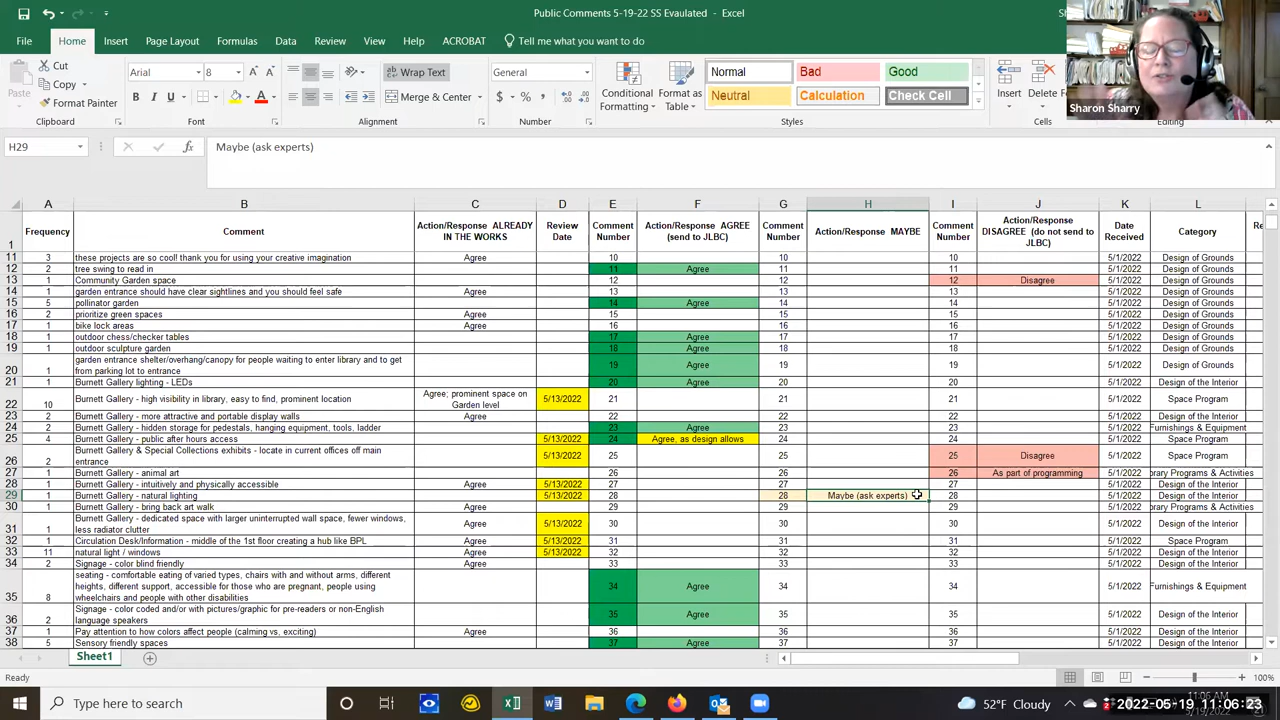 Public Comments 5-19-22 SS Evaulated - Excel
File Home Insert Page Layout Formulas Data Review View Help ACROBAT Tell me what you want to do
Paste Cut Copy Format Painter
Arial 8 Wrap Text Merge & Center General
Conditional Formatting Format as Table
Normal Bad Good
Neutral Calculation Check Cell
Insert Delete
Sharon Sharry
Clipboard Font Alignment Number Styles Cells Editing
H29 Maybe (ask experts)
A B C D E F G H I J K L
1 Frequency Comment Action/Response ALREADY IN THE WORKS Review Date Comment Number Action/Response AGREE (send to JLBC) Comment Number Action/Response MAYBE Comment Number Action/Response DISAGREE (do not send to JLBC) Date Received Category
11 3 these projects are so cool! thank you for using your creative imagination Agree 10 10 10 5/1/2022 Design of Grounds
12 2 tree swing to read in 11 Agree 11 11 5/1/2022 Design of Grounds
13 1 Community Garden space 12 12 12 Disagree 5/1/2022 Design of Grounds
14 1 garden entrance should have clear sightlines and you should feel safe Agree 13 13 13 5/1/2022 Design of Grounds
15 5 pollinator garden 14 Agree 14 14 5/1/2022 Design of Grounds
16 2 prioritize green spaces Agree 15 15 15 5/1/2022 Design of Grounds
17 1 bike lock areas Agree 16 16 16 5/1/2022 Design of Grounds
18 1 outdoor chess/checker tables 17 Agree 17 17 5/1/2022 Design of Grounds
19 1 outdoor sculpture garden 18 Agree 18 18 5/1/2022 Design of Grounds
20 1 garden entrance shelter/overhang/canopy for people waiting to enter library and to get from parking lot to entrance 19 Agree 19 19 5/1/2022 Design of Grounds
21 1 Burnett Gallery lighting - LEDs 20 Agree 20 20 5/1/2022 Design of the Interior
22 10 Burnett Gallery - high visibility in library, easy to find, prominent location Agree; prominent space on Garden level 5/13/2022 21 21 21 5/1/2022 Space Program
23 2 Burnett Gallery - more attractive and portable display walls Agree 22 22 22 5/1/2022 Design of the Interior
24 2 Burnett Gallery - hidden storage for pedestals, hanging equipment, tools, ladder 23 Agree 23 23 5/1/2022 Furnishings & Equipment
25 4 Burnett Gallery - public after hours access 5/13/2022 24 Agree, as design allows 24 24 5/1/2022 Space Program
26 2 Burnett Gallery & Special Collections exhibits - locate in current offices off main entrance 5/13/2022 25 25 25 Disagree 5/1/2022 Space Program
27 1 Burnett Gallery - animal art 26 26 26 As part of programming 5/1/2022 brary Programs & Activities
28 1 Burnett Gallery - intuitively and physically accessible Agree 5/13/2022 27 27 27 5/1/2022 Design of the Interior
29 1 Burnett Gallery - natural lighting 5/13/2022 28 28 Maybe (ask experts) 28 5/1/2022 Design of the Interior
30 1 Burnett Gallery - bring back art walk Agree 29 29 29 5/1/2022 brary Programs & Activities
31 1 Burnett Gallery - dedicated space with larger uninterrupted wall space, fewer windows, less radiator clutter Agree 5/13/2022 30 30 30 5/1/2022 Design of the Interior
32 1 Circulation Desk/Information - middle of the 1st floor creating a hub like BPL Agree 5/13/2022 31 31 31 5/1/2022 Space Program
33 11 natural light / windows Agree 5/13/2022 32 32 32 5/1/2022 Design of the Interior
34 2 Signage - color blind friendly Agree 33 33 33 5/1/2022 Design of the Interior
35 8 seating - comfortable seating of varied types, chairs with and without arms, different heights, different support, accessible for those who are pregnant, people using wheelchairs and people with other disabilities 34 Agree 34 34 5/1/2022 Furnishings & Equipment
36 2 Signage - color coded and/or with pictures/graphic for pre-readers or non-English language speakers 35 Agree 35 35 5/1/2022 Design of the Interior
37 1 Pay attention to how colors affect people (calming vs. exciting) Agree 36 36 36 5/1/2022 Design of the Interior
38 5 Sensory friendly spaces 37 Agree 37 37 5/1/2022 Design of the Interior
Sheet1
100%
Type here to search
52°F Cloudy
2022-05-19 11:06:23